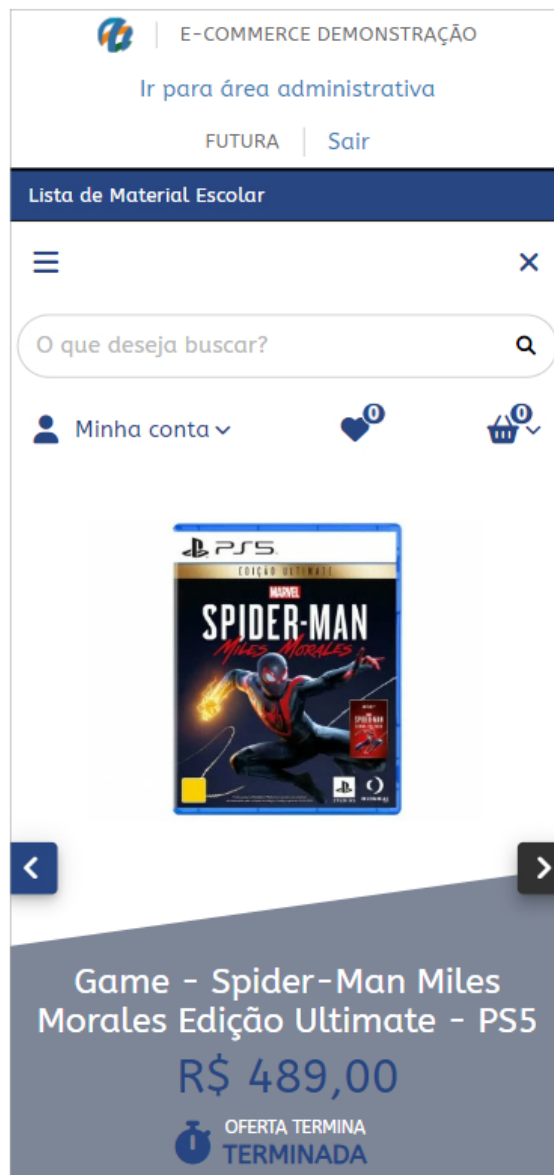 E-COMMERCE DEMONSTRAÇÃO
Ir para área administrativa
FUTURA
Sair
Lista de Material Escolar
O que deseja buscar?
Minha conta
0
0
PS5
EDIÇÃO ULTIMATE
MARVEL
SPIDER-MAN
MILES MORALES
Game - Spider-Man Miles
Morales Edição Ultimate - PS5
R$ 489,00
OFERTA TERMINA
TERMINADA